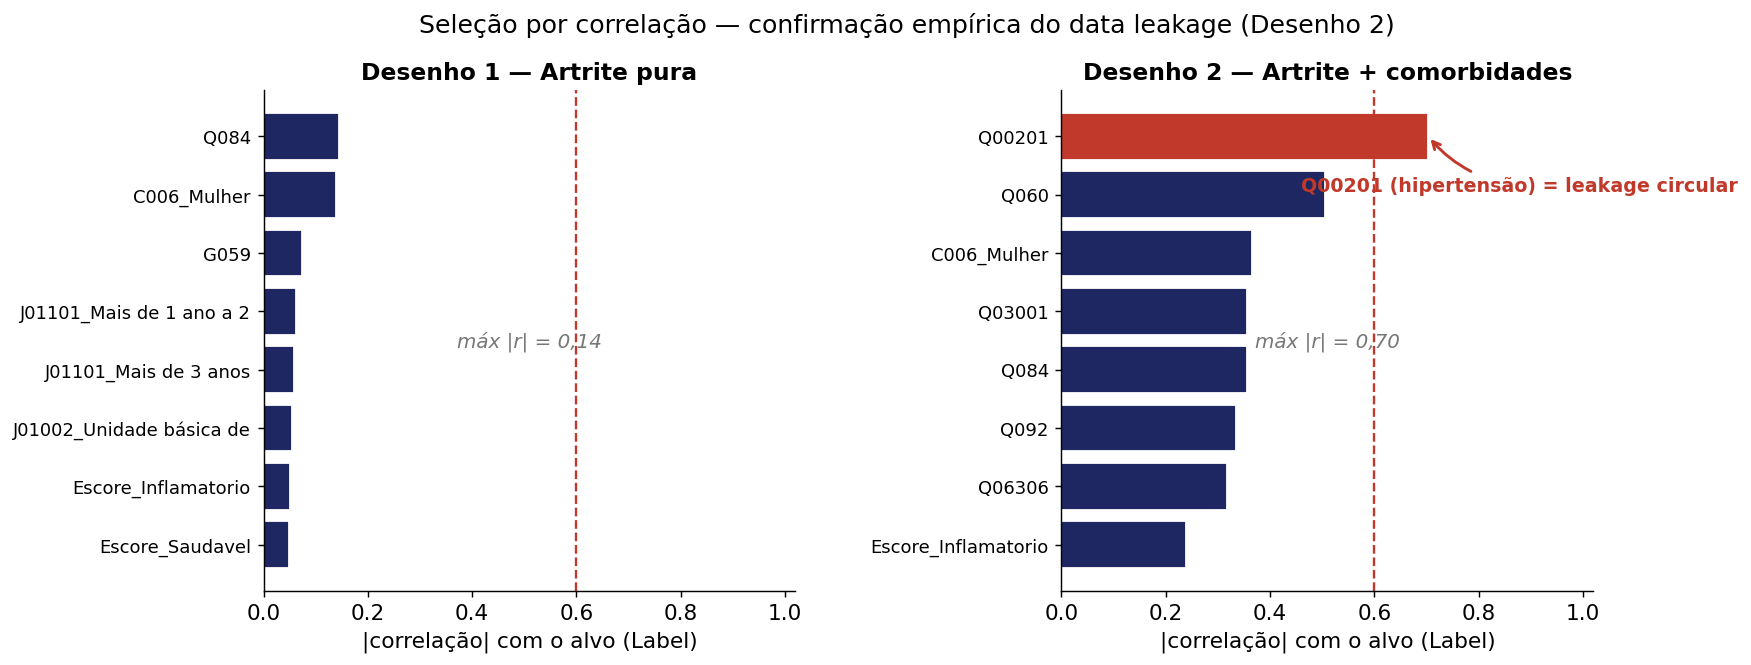 Seleção por correlação — confirmação empírica do data leakage (Desenho 2)
Desenho 1 — Artrite pura
Q084
C006_Mulher
G059
J01101_Mais de 1 ano a 2
J01101_Mais de 3 anos
J01002_Unidade básica de
Escore_Inflamatorio
Escore_Saudavel
máx |r| = 0,14
0.0 0.2 0.4 0.6 0.8 1.0
|correlação| com o alvo (Label)
Desenho 2 — Artrite + comorbidades
Q00201
Q060
C006_Mulher
Q03001
Q084
Q092
Q06306
Escore_Inflamatorio
Q00201 (hipertensão) = leakage circular
máx |r| = 0,70
0.0 0.2 0.4 0.6 0.8 1.0
|correlação| com o alvo (Label)